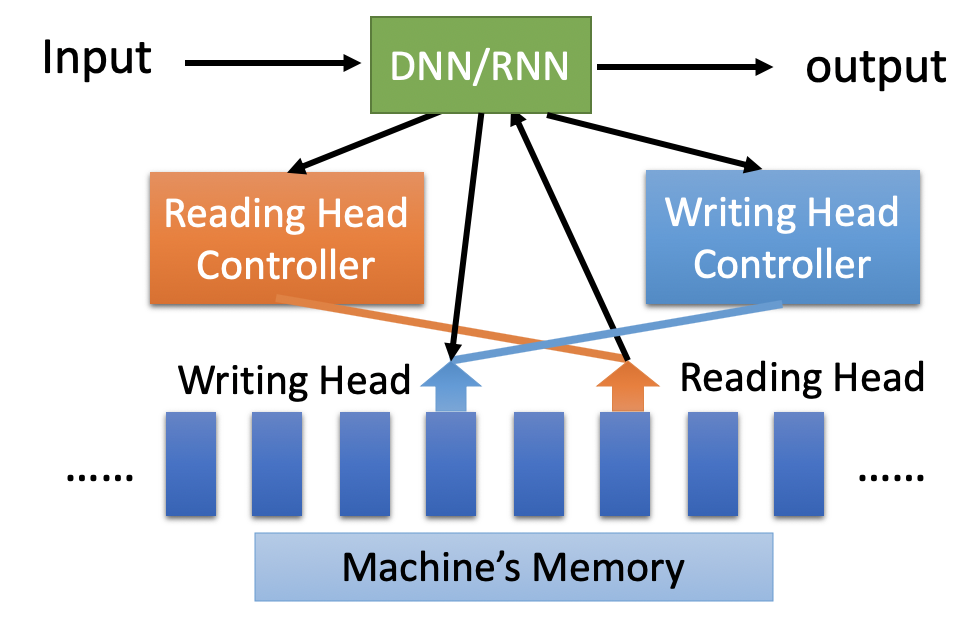 Input
DNN/RNN
output
Reading Head
Controller
Writing Head
Controller
Writing Head
Reading Head
......
......
Machine’s Memory